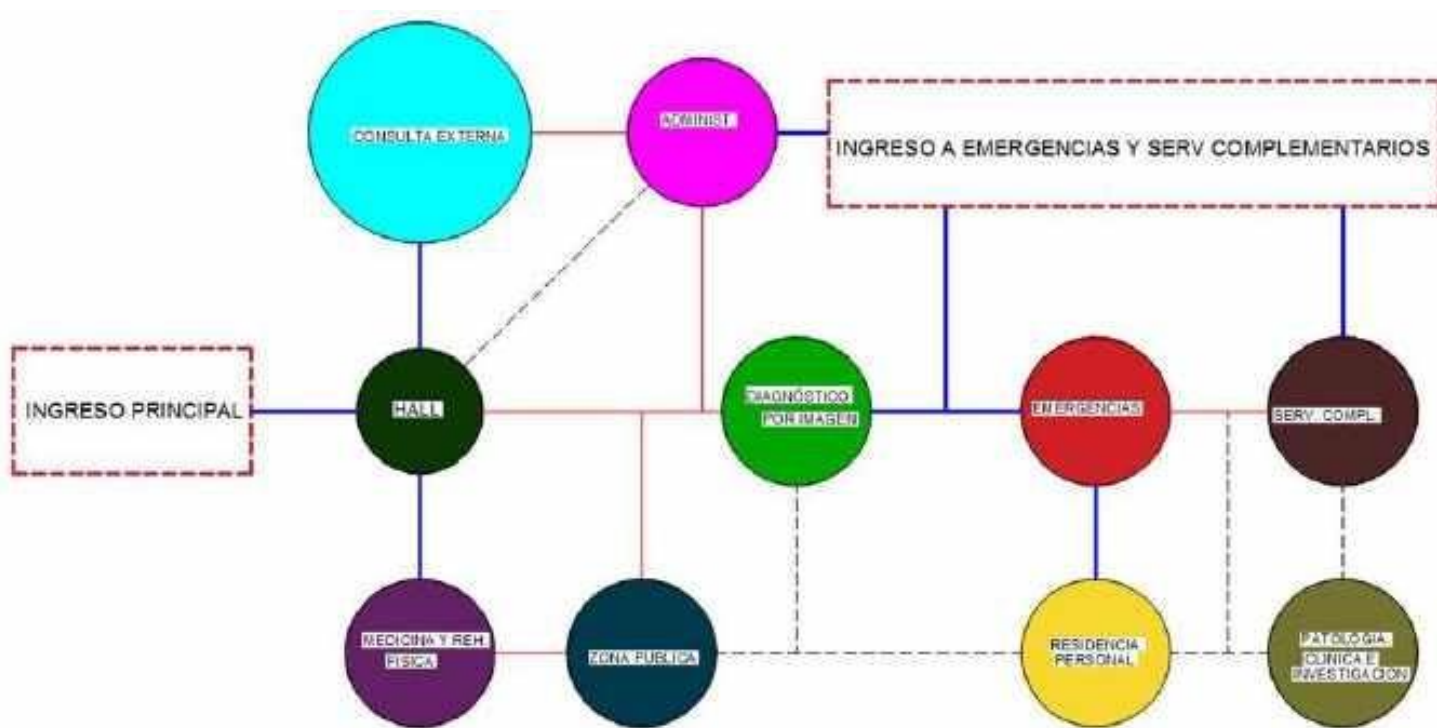 CONSULTA EXTERNA
ADMINIST.
INGRESO A EMERGENCIAS Y SERV COMPLEMENTARIOS
INGRESO PRINCIPAL
HALL
DIAGNÓSTICO
POR IMAGEN
EMERGENCIAS
SERV. COMPL.
MEDICINA Y REH.
FISICA
ZONA PUBLICA
RESIDENCIA
PERSONAL
PATOLOGIA
CLINICA E
INVESTIGACION